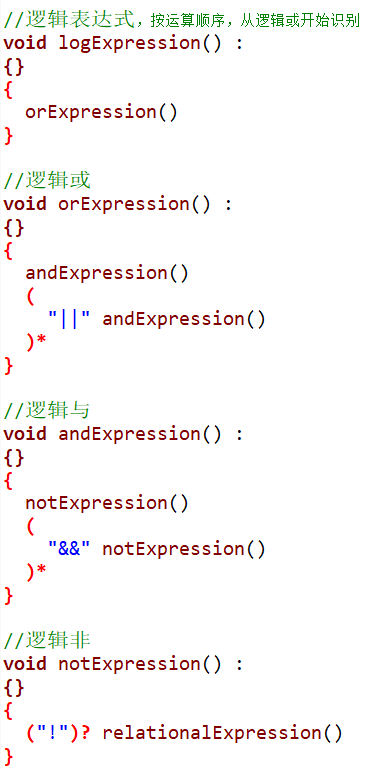 //逻辑表达式，按运算顺序，从逻辑或开始识别
void logExpression() :
{}
{
  orExpression()
}

//逻辑或
void orExpression() :
{}
{
  andExpression()
  (
    "||" andExpression()
  )*
}

//逻辑与
void andExpression() :
{}
{
  notExpression()
  (
    "&&" notExpression()
  )*
}

//逻辑非
void notExpression() :
{}
{
  ("!")? relationalExpression()
}